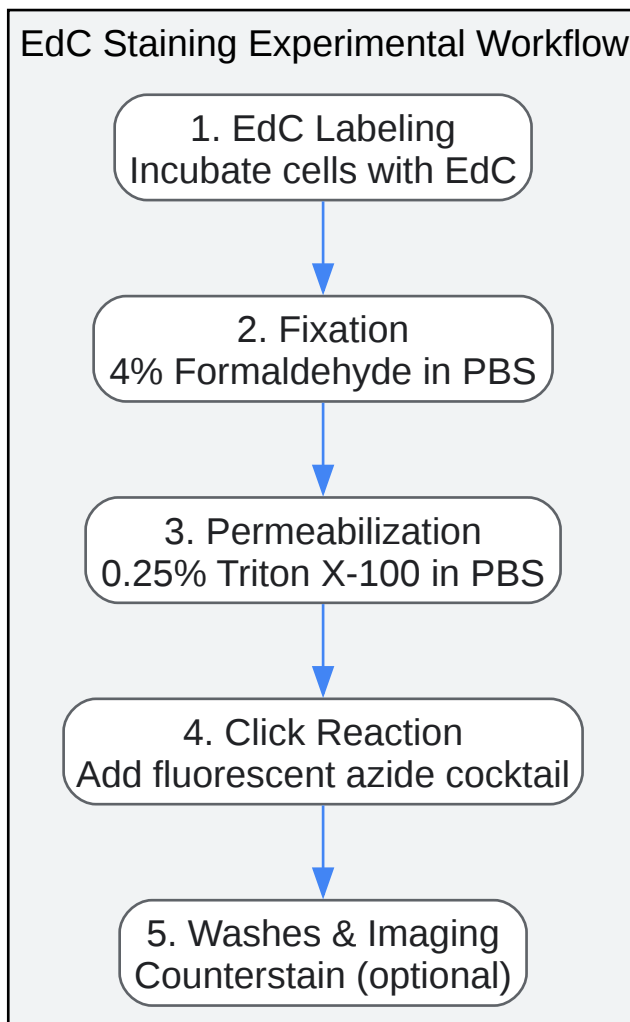 EdC Staining Experimental Workflow
1. EdC Labeling
Incubate cells with EdC
2. Fixation
4% Formaldehyde in PBS
3. Permeabilization
0.25% Triton X-100 in PBS
4. Click Reaction
Add fluorescent azide cocktail
5. Washes & Imaging
Counterstain (optional)